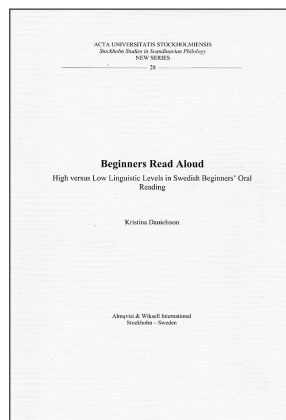 ACTA UNIVERSITATIS STOCKHOLMIENSIS
Stockholm Studies in Scandinavian Philology
NEW SERIES
28
Beginners Read Aloud
High versus Low Linguistic Levels in Swedish Beginners' Oral
Reading
Kristina Danielsson
Almqvist & Wiksell International
Stockholm – Sweden